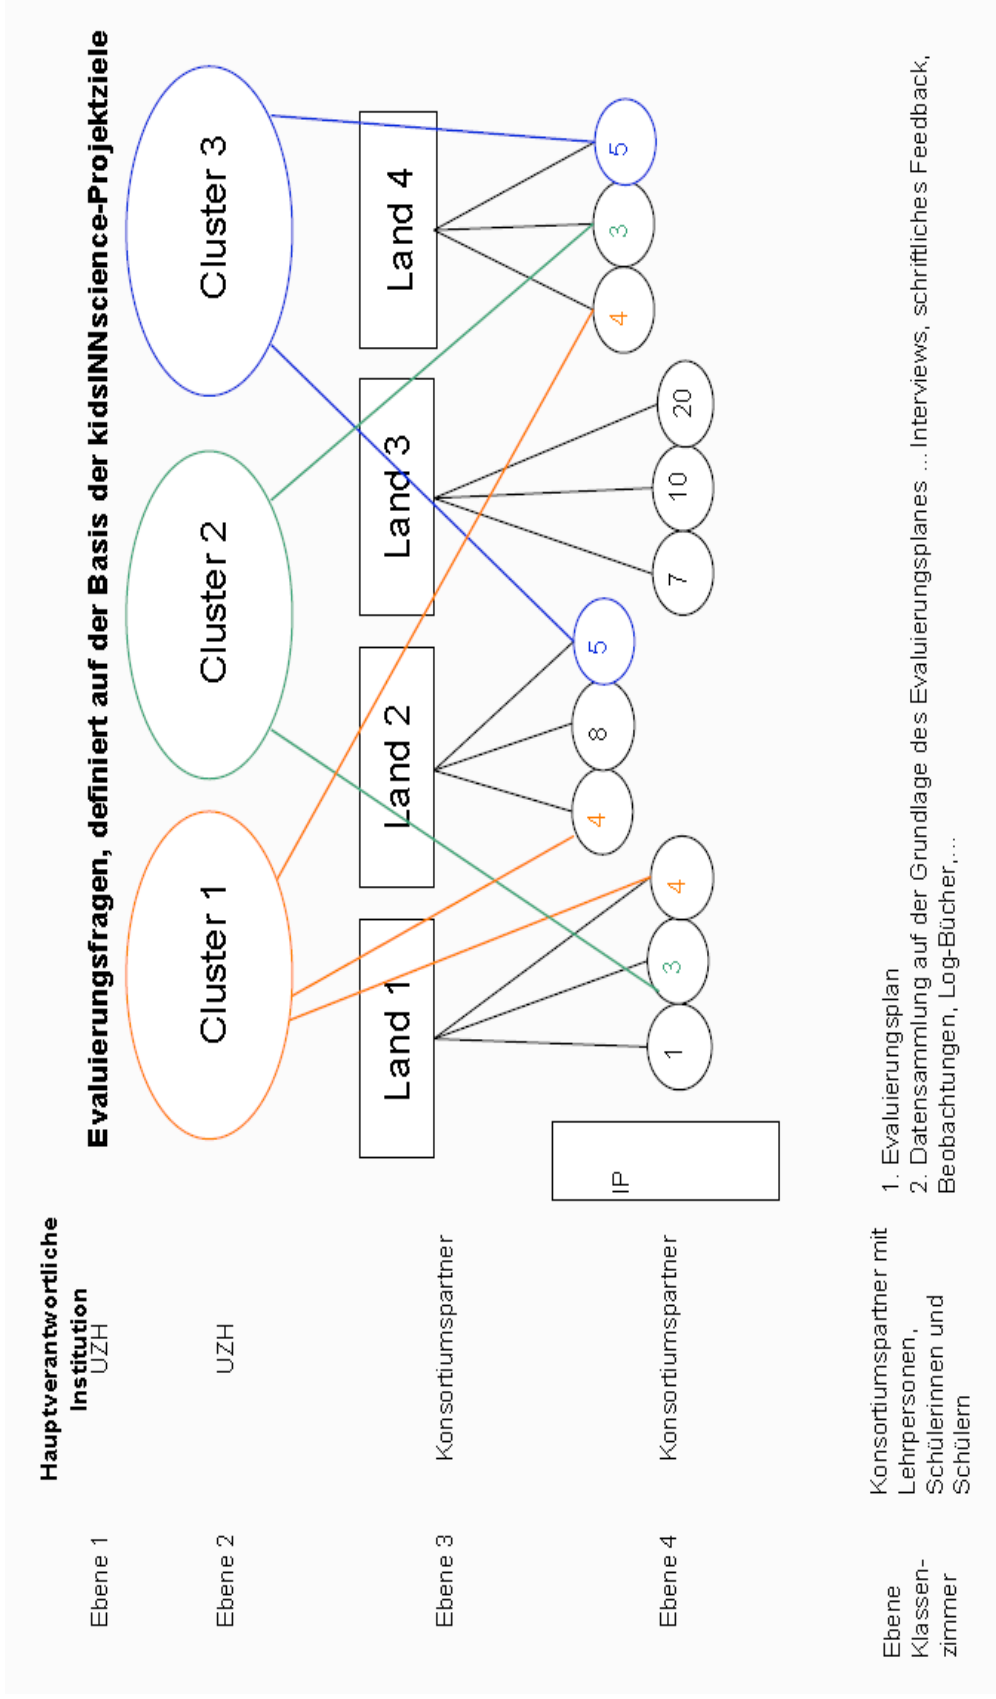 Hauptverantwortliche
Institution
Evaluierungsfragen, definiert auf der Basis der kidsINNscience-Projektziele
Ebene 1
UZH
Ebene 2
UZH
Cluster 1
Cluster 2
Cluster 3
Ebene 3
Konsortiumspartner
Land 1
Land 2
Land 3
Land 4
Ebene 4
Konsortiumspartner
IP
1
3
4
4
8
5
7
10
20
4
3
5
Ebene
Klassen-
zimmer
Konsortiumspartner mit
Lehrpersonen,
Schülerinnen und
Schülern
1. Evaluierungsplan
2. Datensammlung auf der Grundlage des Evaluierungsplanes ... Interviews, schriftliches Feedback,
Beobachtungen, Log-Bücher,...